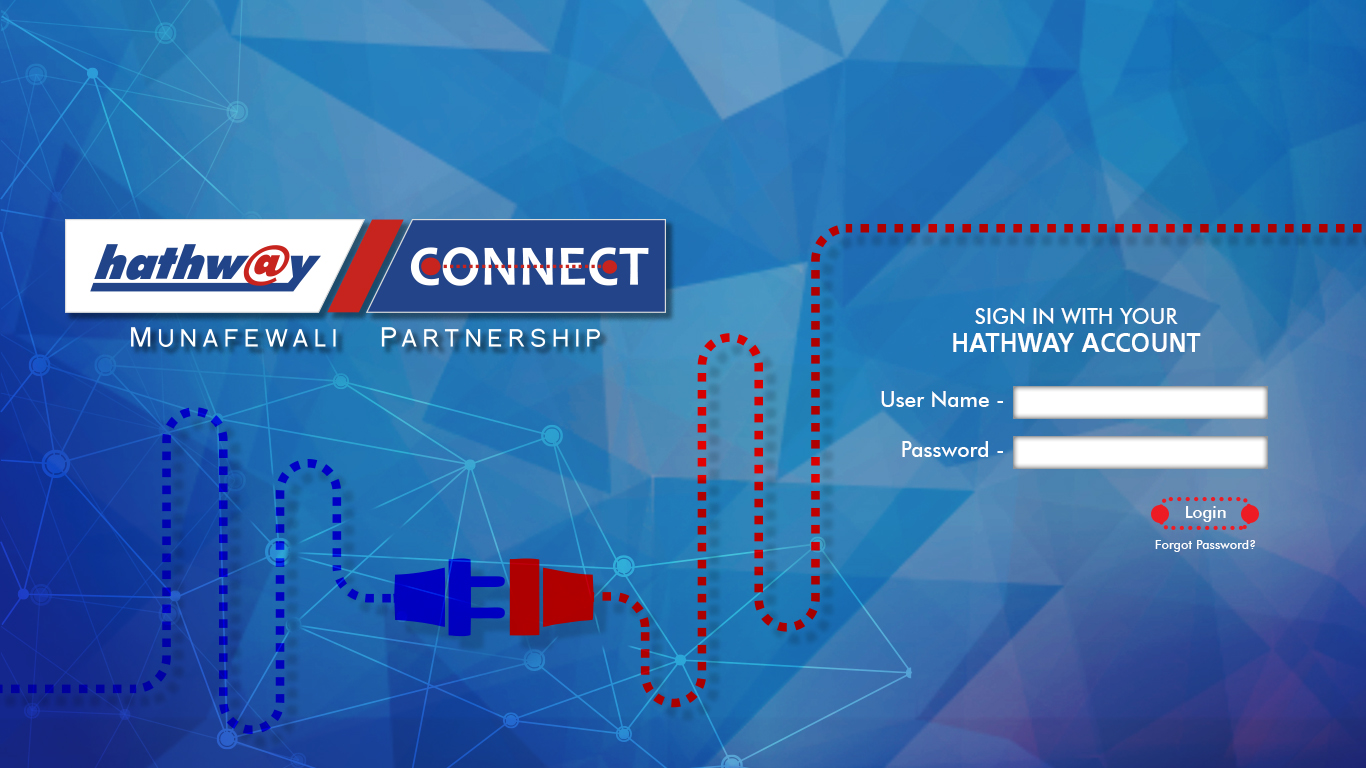 hathw@y CONNECT
MUNAFEWALI PARTNERSHIP
SIGN IN WITH YOUR
HATHWAY ACCOUNT
User Name -
Password -
Login
Forgot Password?